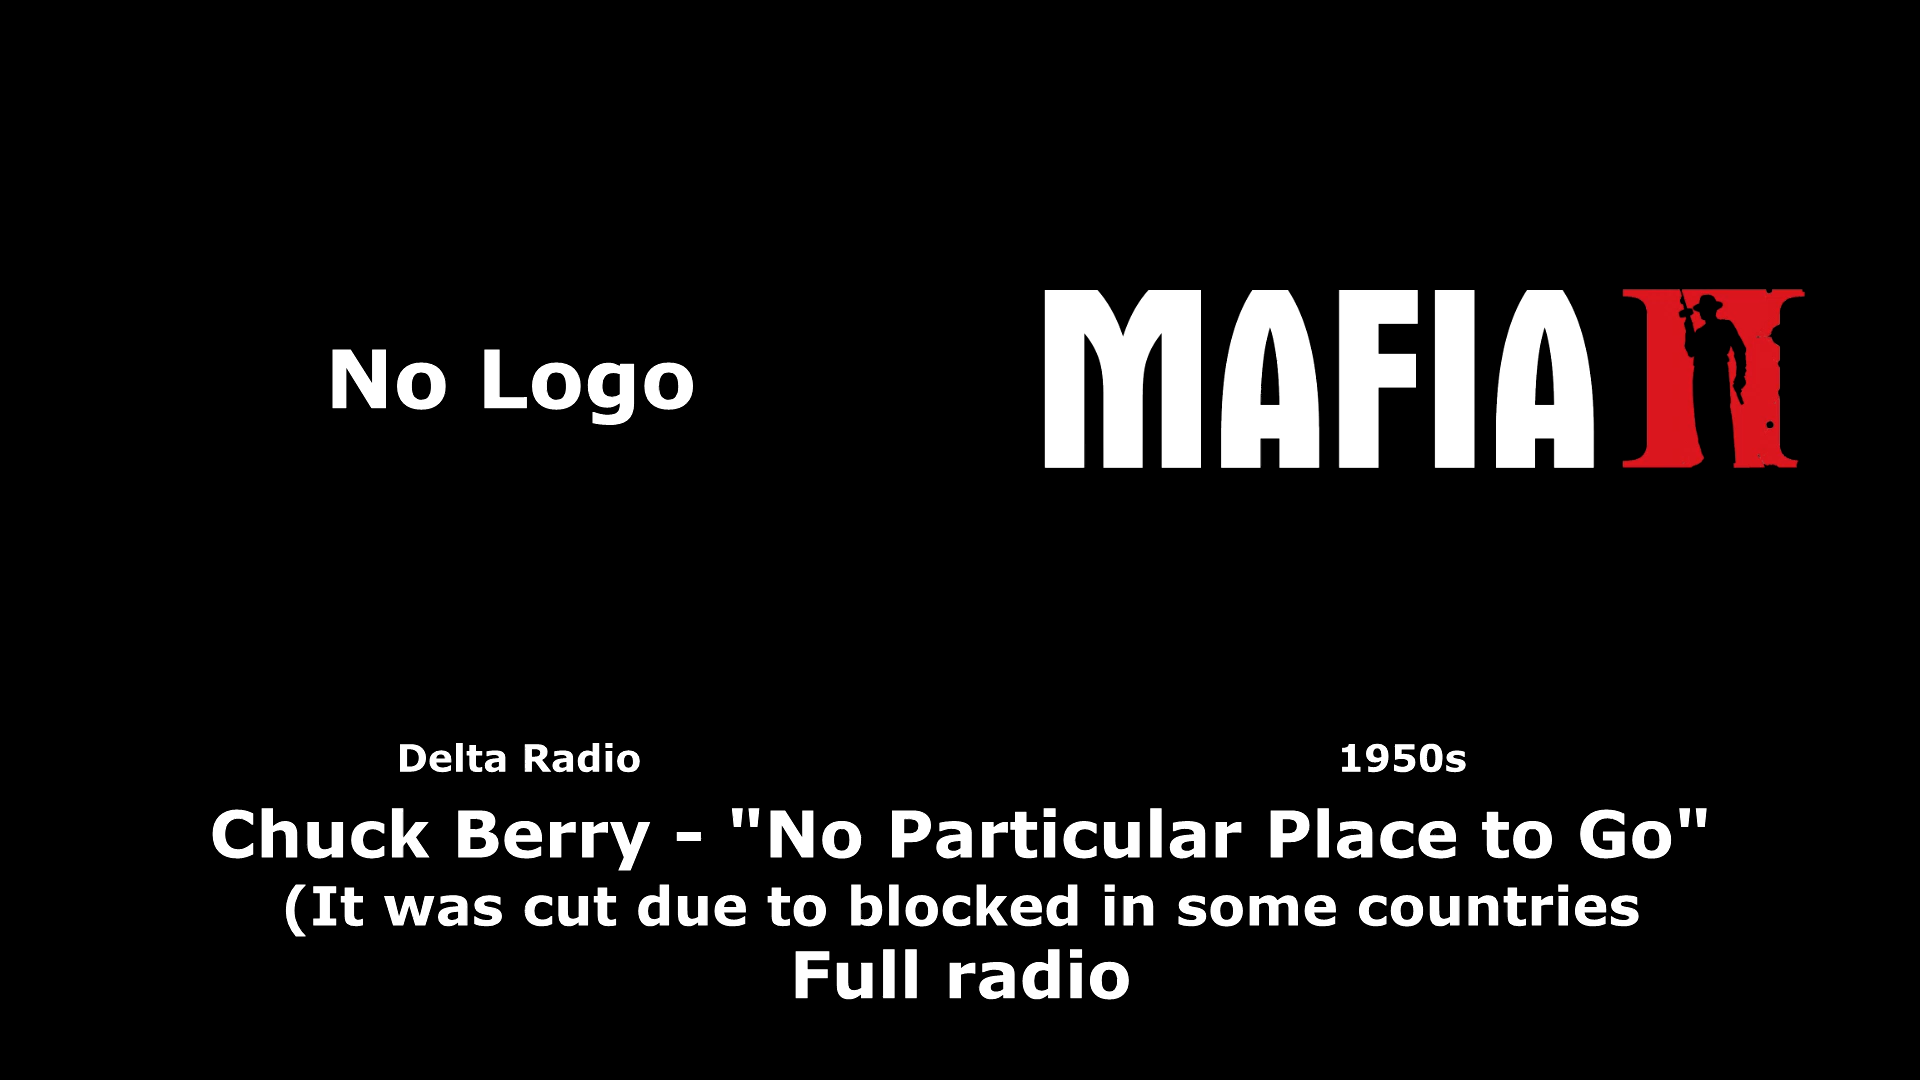 No Logo
MAFIA II
Delta Radio
1950s
Chuck Berry - "No Particular Place to Go"
(It was cut due to blocked in some countries
Full radio